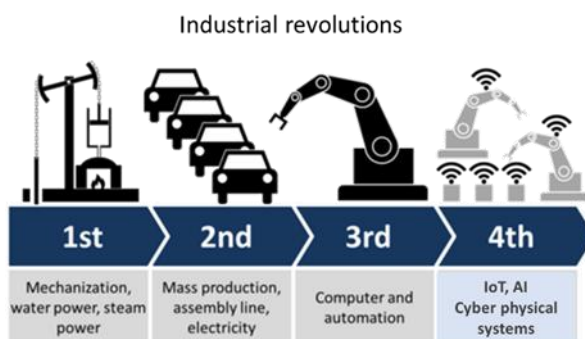 Industrial revolutions
1st
2nd
3rd
4th
Mechanization,
water power, steam
power
Mass production,
assembly line,
electricity
Computer and
automation
IoT, AI
Cyber physical
systems